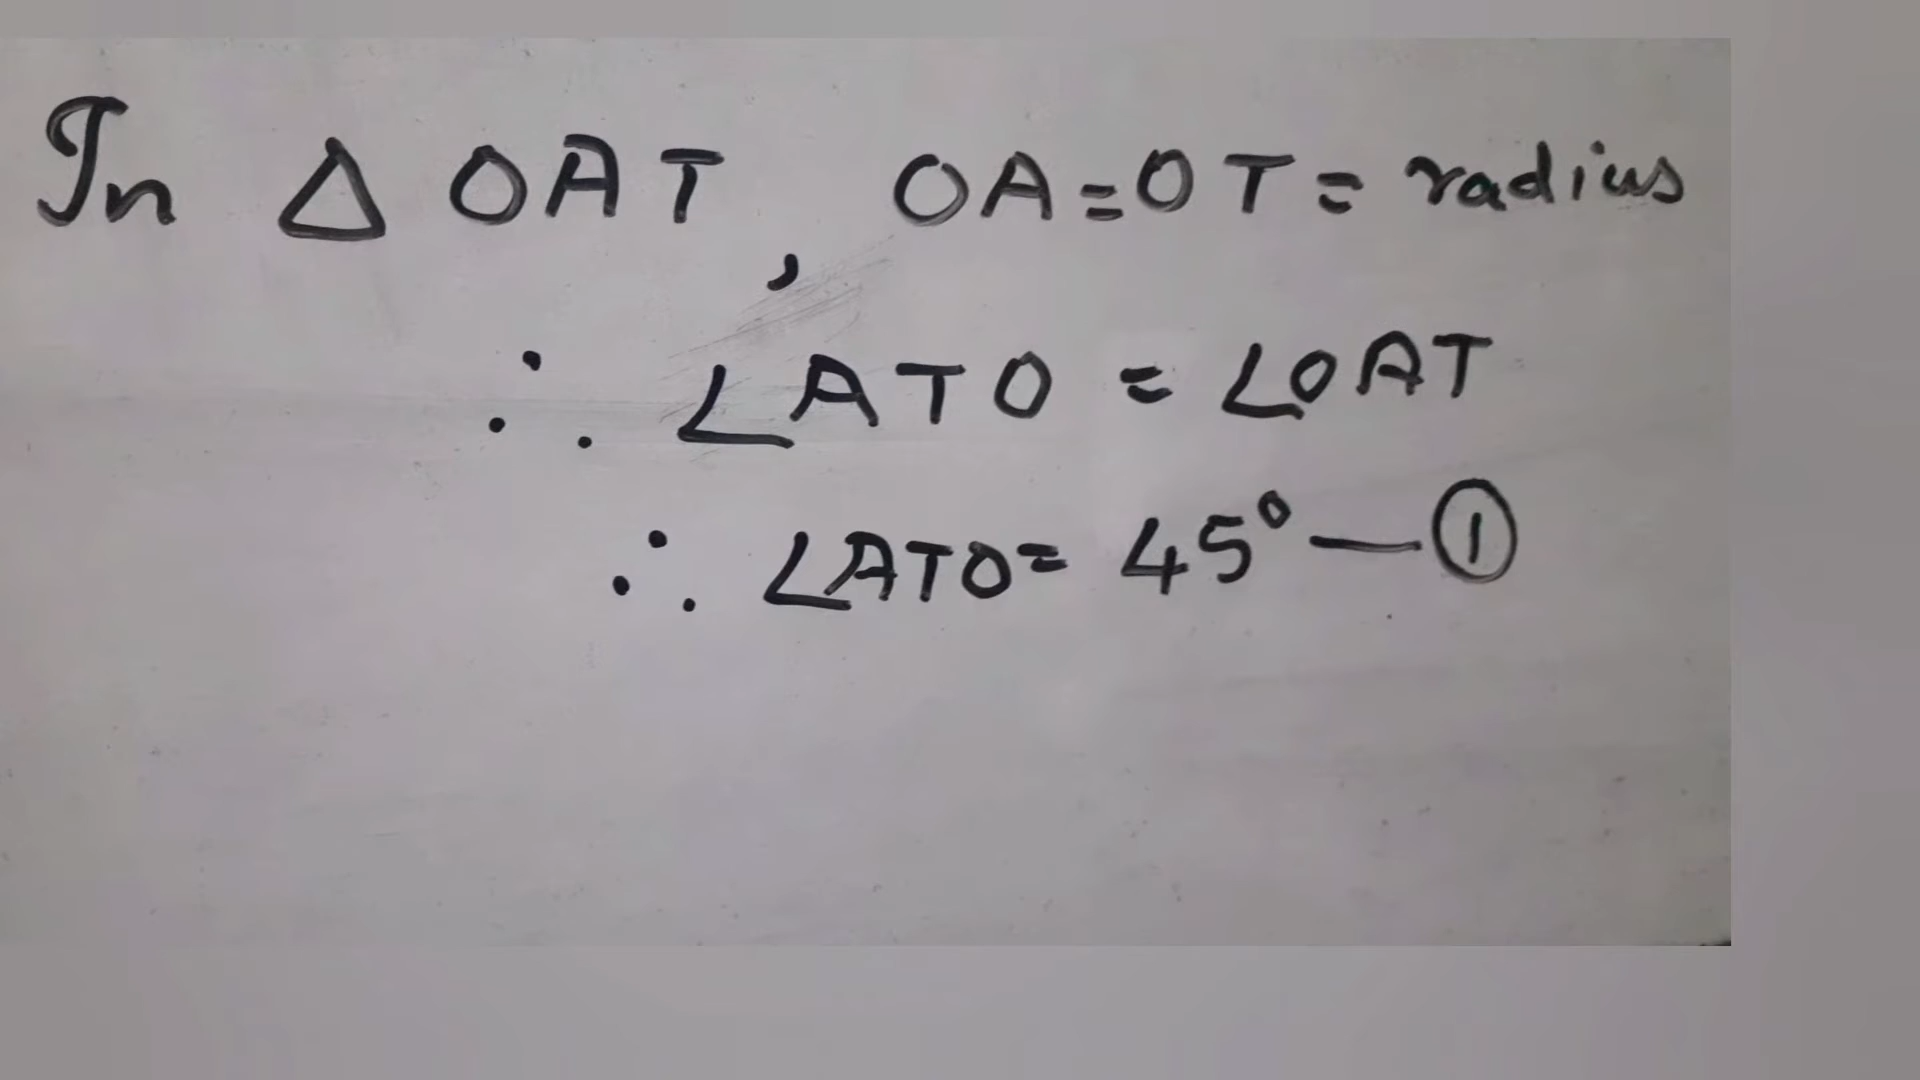 In △ OAT, OA = OT = radius
∴ ∠ATO = ∠OAT
∴ ∠ATO = 45° — ①